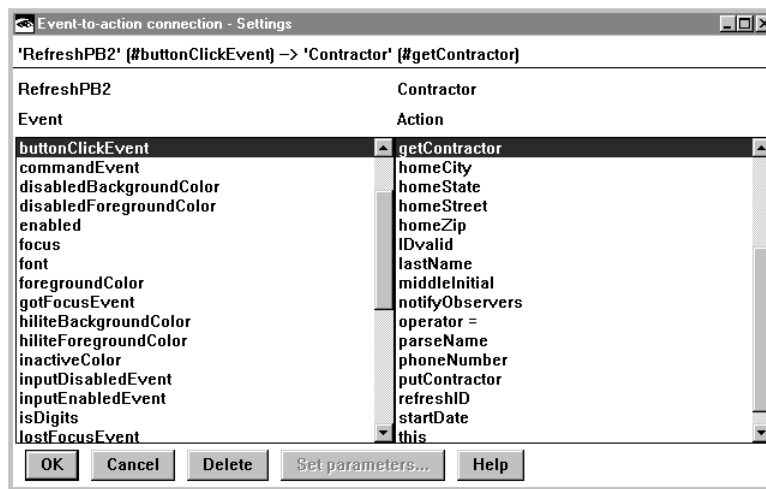 Event-to-action connection - Settings
'RefreshPB2' (#buttonClickEvent) --> 'Contractor' (#getContractor)
RefreshPB2
Contractor
Event
Action
buttonClickEvent
commandEvent
disabledBackgroundColor
disabledForegroundColor
enabled
focus
font
foregroundColor
gotFocusEvent
hiliteBackgroundColor
hiliteForegroundColor
inactiveColor
inputDisabledEvent
inputEnabledEvent
isDigits
lostFocusEvent
getContractor
homeCity
homeState
homeStreet
homeZip
IDvalid
lastName
middleInitial
notifyObservers
operator =
parseName
phoneNumber
putContractor
refreshID
startDate
this
OK
Cancel
Delete
Set parameters...
Help